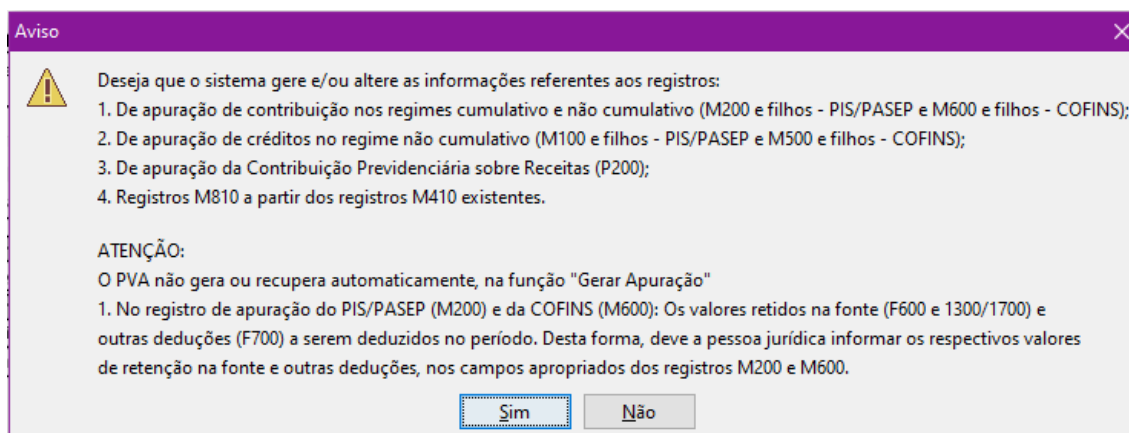 Aviso
Deseja que o sistema gere e/ou altere as informações referentes aos registros:
1. De apuração de contribuição nos regimes cumulativo e não cumulativo (M200 e filhos - PIS/PASEP e M600 e filhos - COFINS);
2. De apuração de créditos no regime não cumulativo (M100 e filhos - PIS/PASEP e M500 e filhos - COFINS);
3. De apuração da Contribuição Previdenciária sobre Receitas (P200);
4. Registros M810 a partir dos registros M410 existentes.
ATENÇÃO:
O PVA não gera ou recupera automaticamente, na função "Gerar Apuração"
1. No registro de apuração do PIS/PASEP (M200) e da COFINS (M600): Os valores retidos na fonte (F600 e 1300/1700) e
outras deduções (F700) a serem deduzidos no período. Desta forma, deve a pessoa jurídica informar os respectivos valores
de retenção na fonte e outras deduções, nos campos apropriados dos registros M200 e M600.
Sim Não